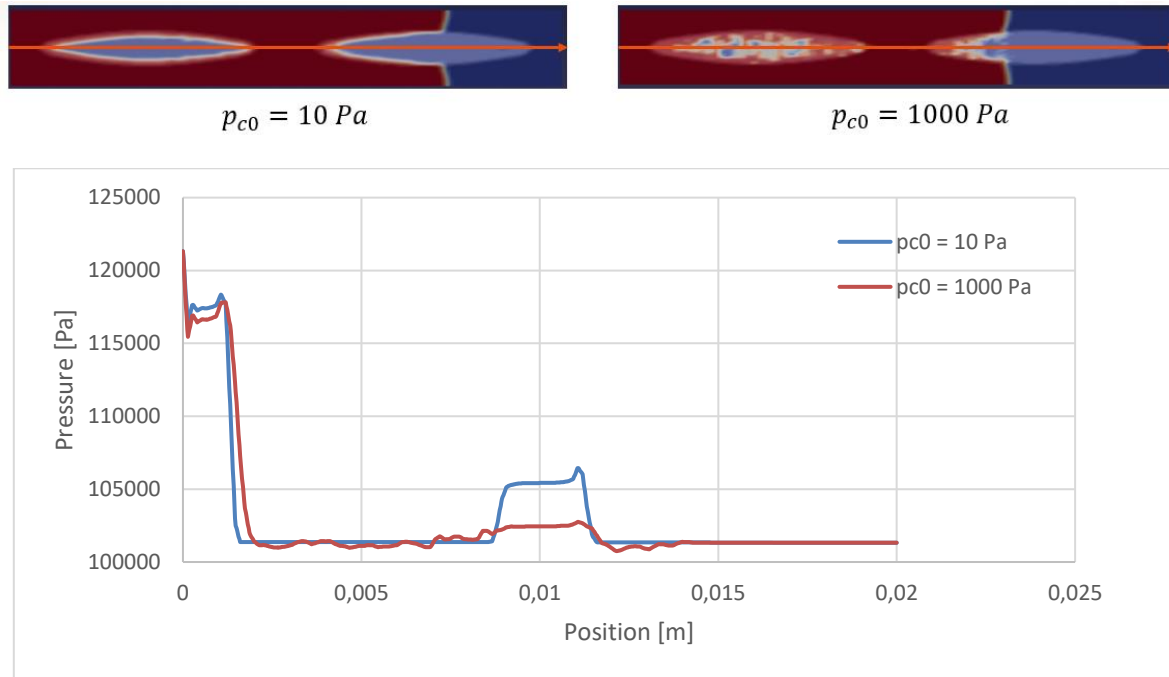 p_{c0} = 10 Pa
p_{c0} = 1000 Pa
125000
120000
115000
110000
105000
100000
Pressure [Pa]
pc0 = 10 Pa
pc0 = 1000 Pa
0
0,005
0,01
0,015
0,02
0,025
Position [m]